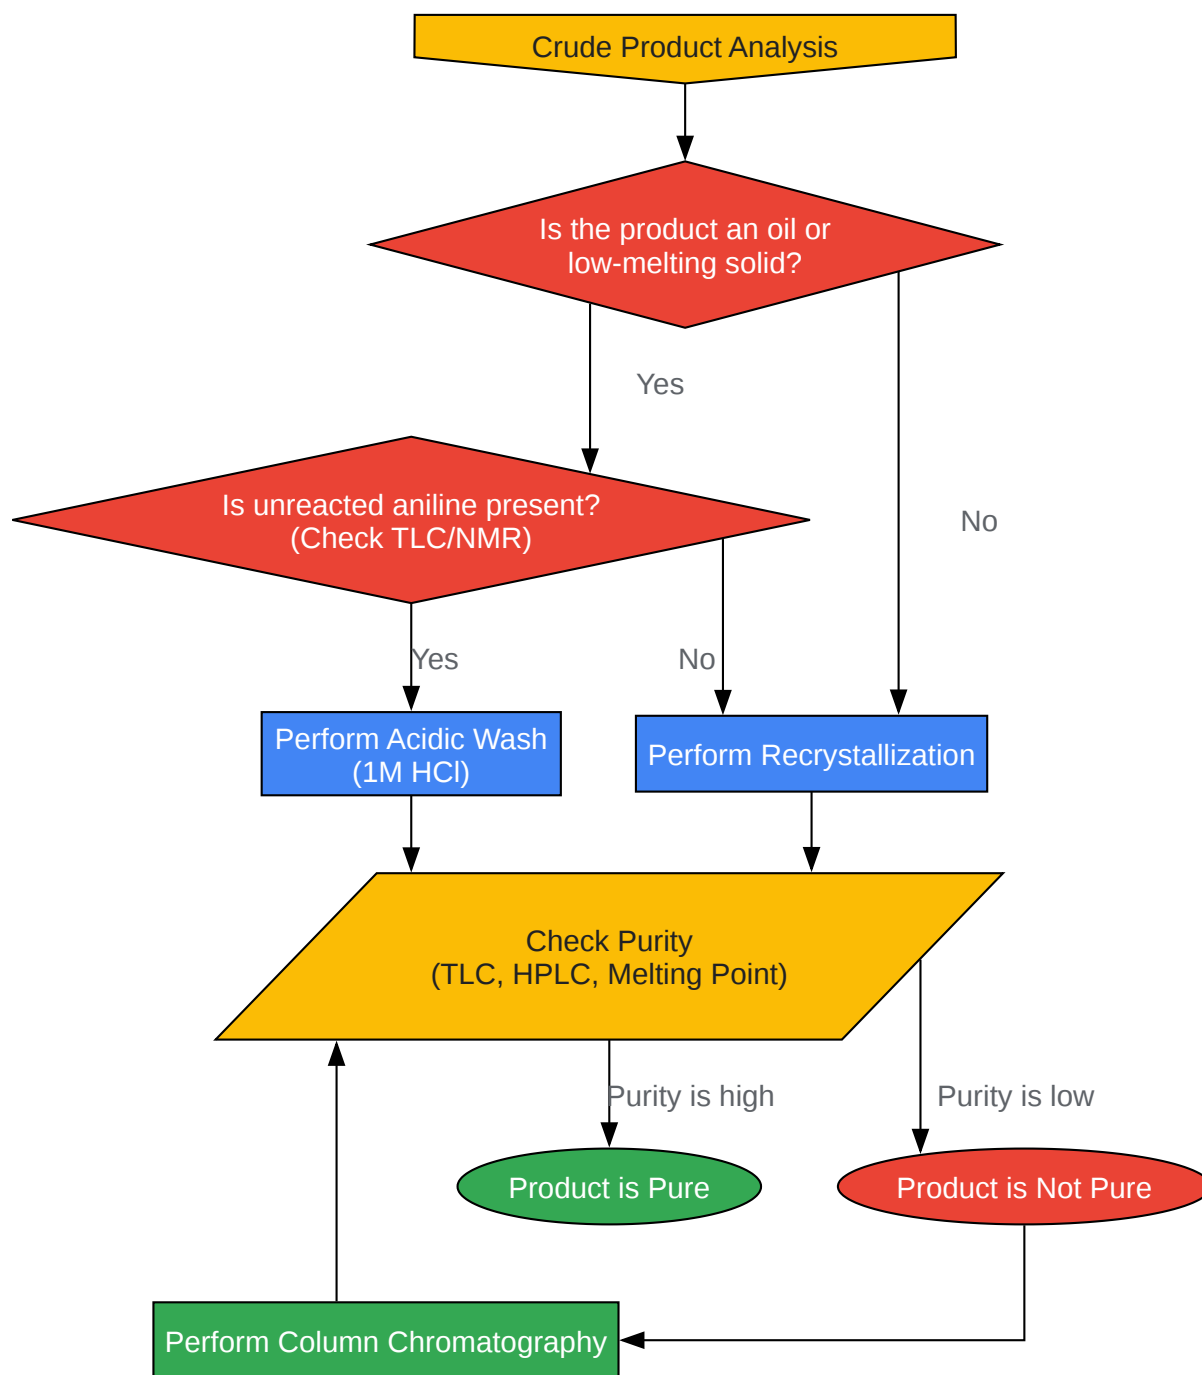 Crude Product Analysis
Is the product an oil or
low-melting solid?
Yes
No
Is unreacted aniline present?
(Check TLC/NMR)
Yes
No
Perform Acidic Wash
(1M HCl)
Perform Recrystallization
Check Purity
(TLC, HPLC, Melting Point)
Purity is high
Purity is low
Product is Pure
Product is Not Pure
Perform Column Chromatography